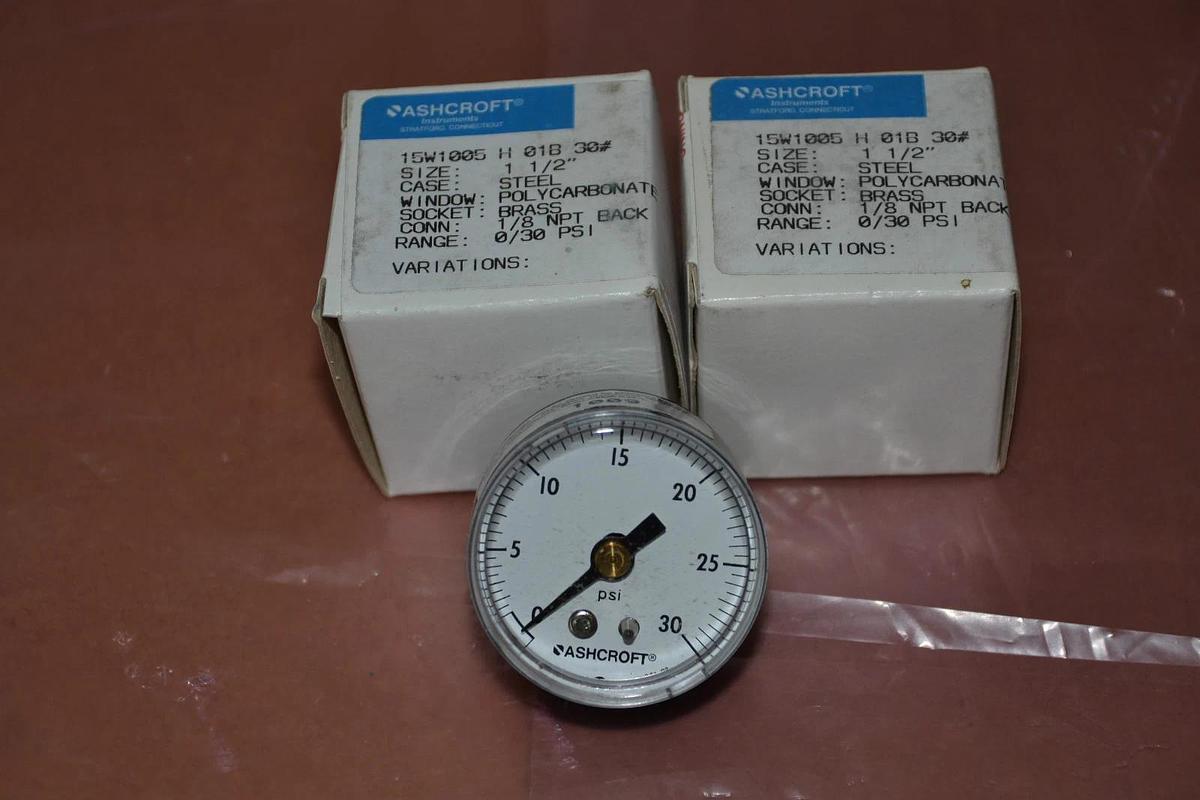 ASHCROFT®
Instruments
STRATFORD, CONNECTICUT
15W1005 H 01B 30#
SIZE: 1 1/2"
CASE: STEEL
WINDOW: POLYCARBONATE
SOCKET: BRASS
CONN: 1/8 NPT BACK
RANGE: 0/30 PSI
VARIATIONS:
ASHCROFT®
Instruments
STRATFORD, CONNECTICUT
15W1005 H 01B 30#
SIZE: 1 1/2"
CASE: STEEL
WINDOW: POLYCARBONAT
SOCKET: BRASS
CONN: 1/8 NPT BACK
RANGE: 0/30 PSI
VARIATIONS:
0
5
10
15
20
25
30
psi
ASHCROFT®